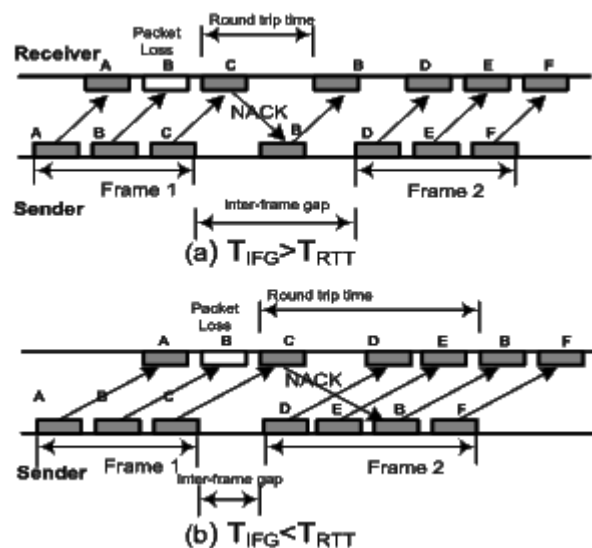 Round trip time
Packet
Loss
Receiver
A B C B D E F
NACK
A B C B D E F
Frame 1 Frame 2
Sender
Inter-frame gap
(a) TIFG>TRTT
Round trip time
Packet
Loss
A B C D E B F
NACK
A B C D E B F
Frame 1 Frame 2
Sender
Inter-frame gap
(b) TIFG<TRTT